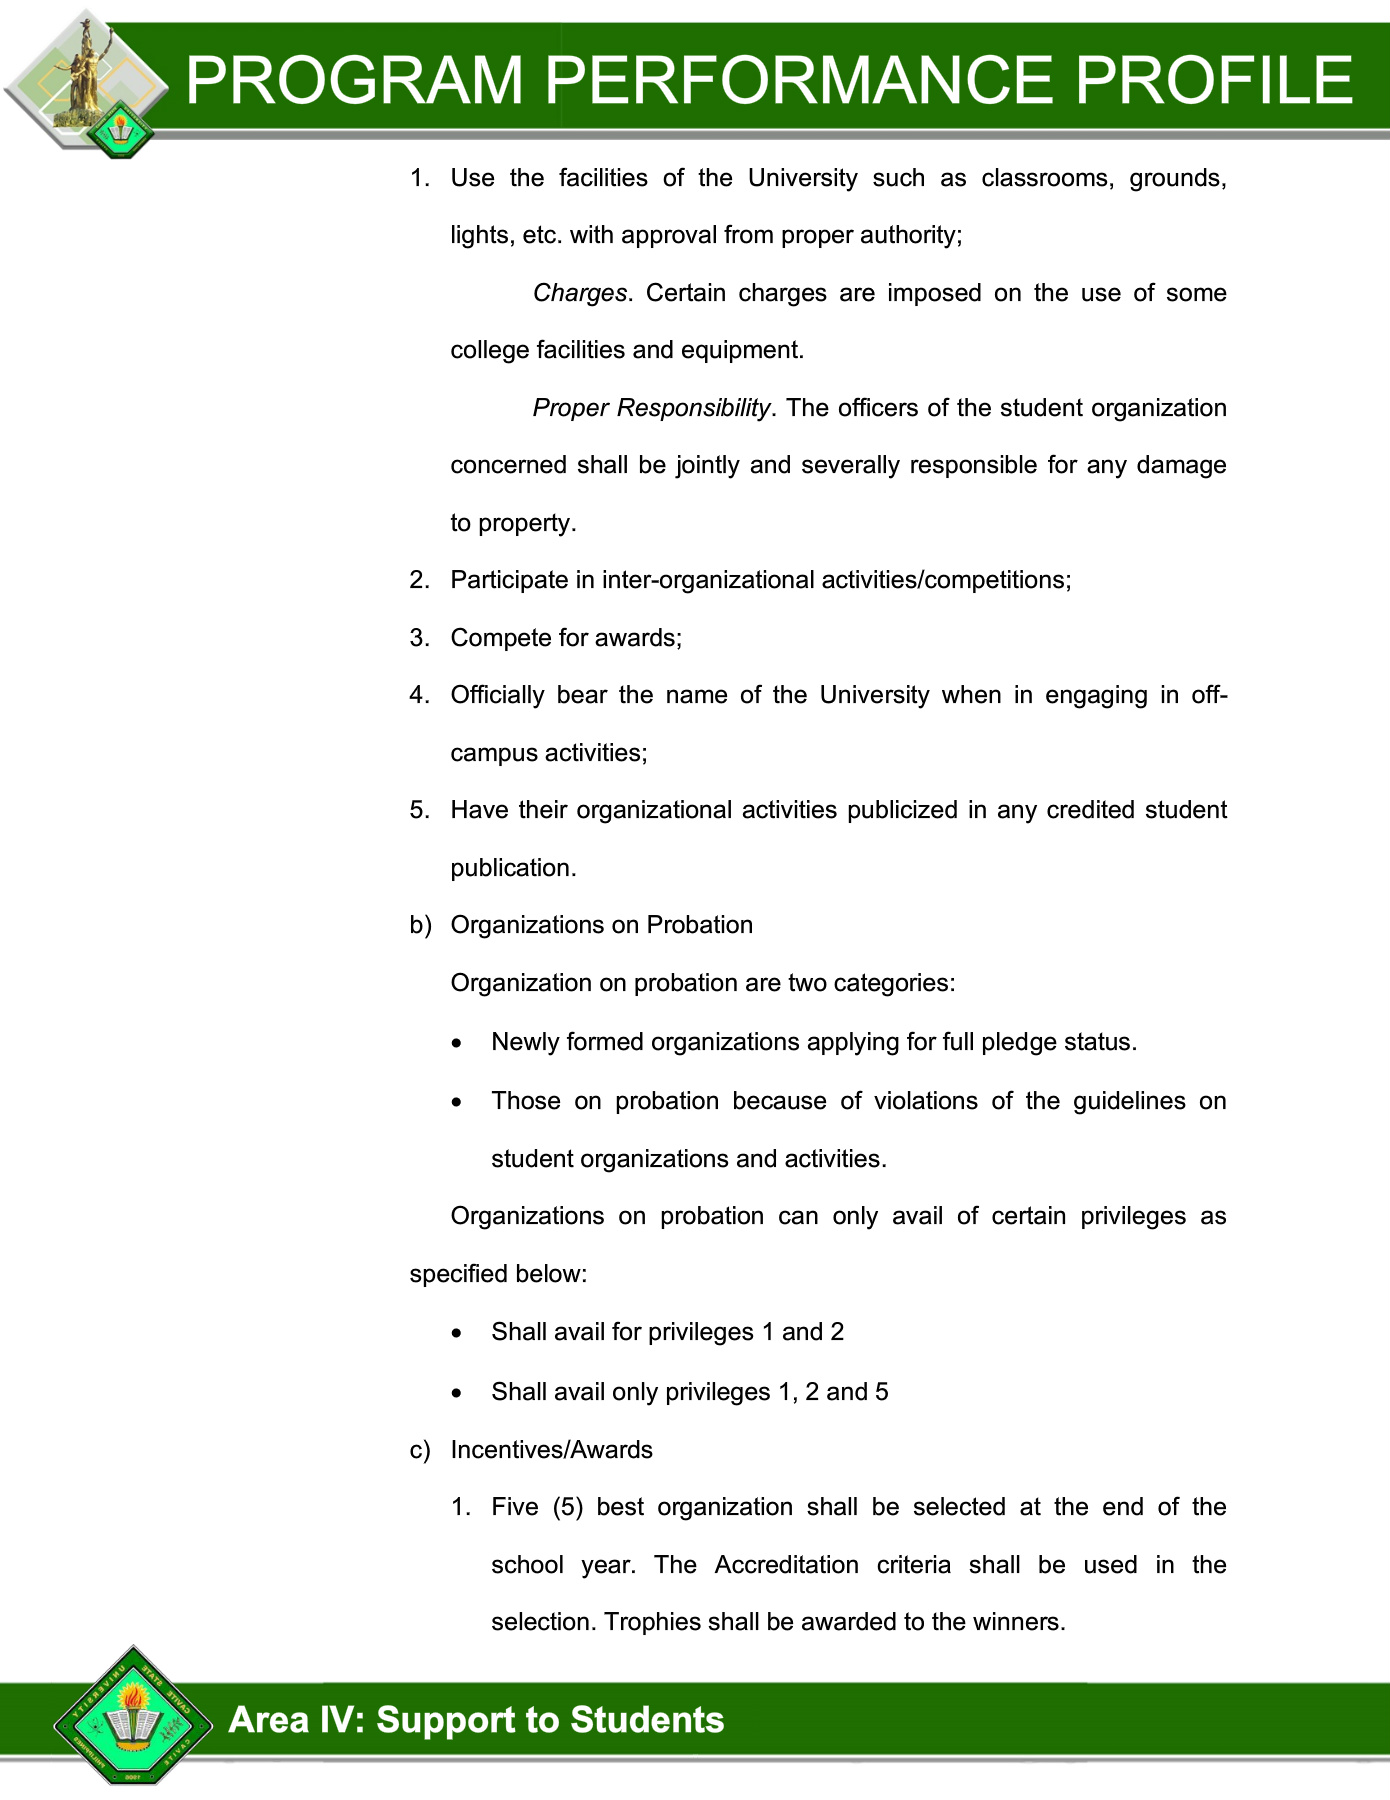 PROGRAM PERFORMANCE PROFILE
1. Use the facilities of the University such as classrooms, grounds,
lights, etc. with approval from proper authority;
Charges. Certain charges are imposed on the use of some
college facilities and equipment.
Proper Responsibility. The officers of the student organization
concerned shall be jointly and severally responsible for any damage
to property.
2. Participate in inter-organizational activities/competitions;
3. Compete for awards;
4. Officially bear the name of the University when in engaging in off-
campus activities;
5. Have their organizational activities publicized in any credited student
publication.
b) Organizations on Probation
Organization on probation are two categories:
• Newly formed organizations applying for full pledge status.
• Those on probation because of violations of the guidelines on
student organizations and activities.
Organizations on probation can only avail of certain privileges as
specified below:
• Shall avail for privileges 1 and 2
• Shall avail only privileges 1, 2 and 5
c) Incentives/Awards
1. Five (5) best organization shall be selected at the end of the
school year. The Accreditation criteria shall be used in the
selection. Trophies shall be awarded to the winners.
CAVITE STATE UNIVERSITY
CAVITE PHILIPPINES
Area IV: Support to Students